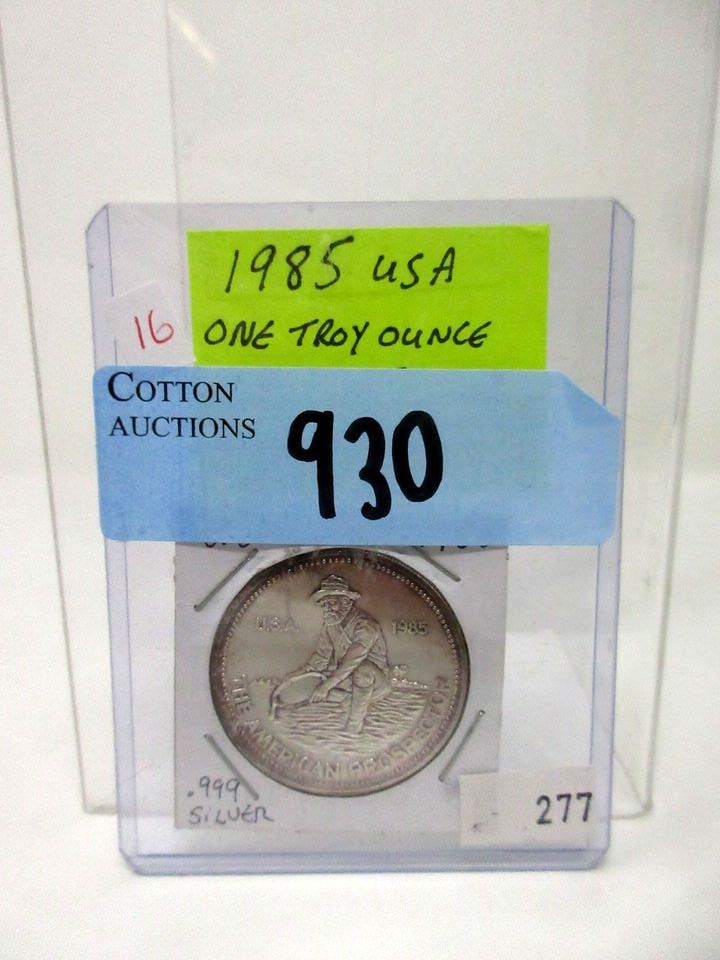 1985 USA
16
ONE TROY OUNCE
COTTON
AUCTIONS
930
U.S.A.
1985
THE AMERICAN PROSPECTOR
.999
SILVER
277